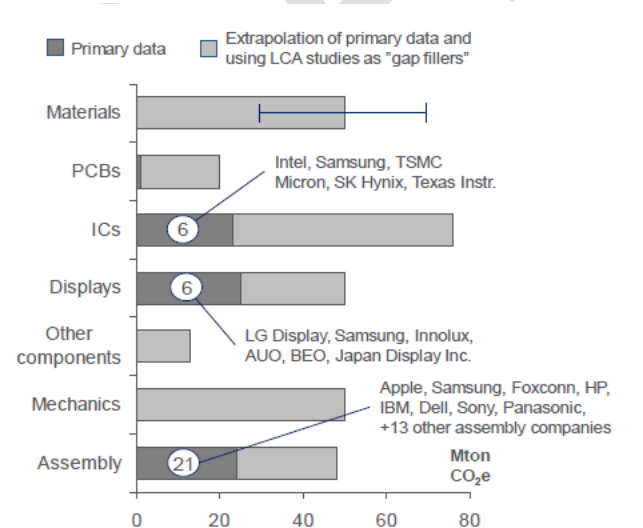 Primary data
Extrapolation of primary data and
using LCA studies as "gap fillers”
Materials
PCBs
Intel, Samsung, TSMC
Micron, SK Hynix, Texas Instr.
ICs
6
Displays
6
Other
components
LG Display, Samsung, Innolux,
AUO, BEO, Japan Display Inc.
Mechanics
Apple, Samsung, Foxconn, HP,
IBM, Dell, Sony, Panasonic,
+13 other assembly companies
Assembly
21
Mton
CO₂e
0 20 40 60 80